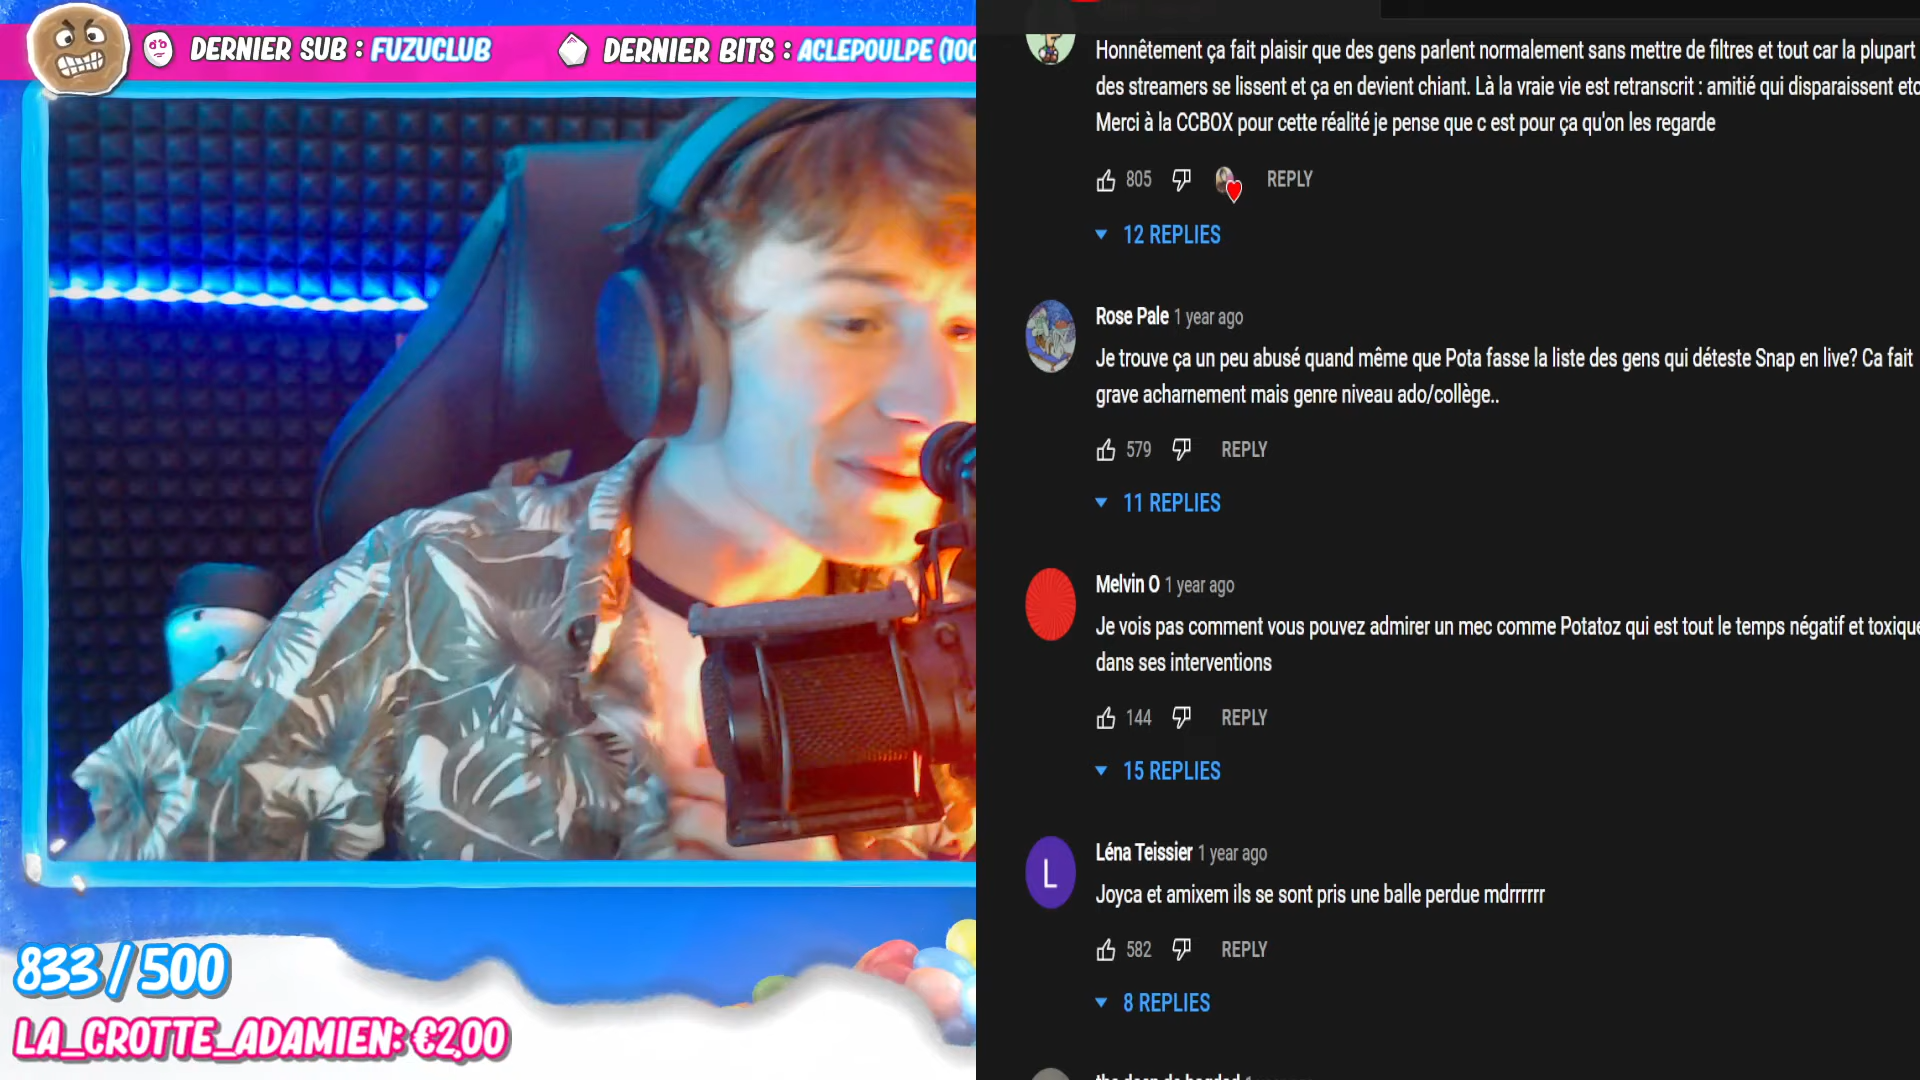 DERNIER SUB : FUZUCLUB
DERNIER BITS : ACLEPOULPE (100
Honnêtement ça fait plaisir que des gens parlent normalement sans mettre de filtres et tout car la plupart
des streamers se lissent et ça en devient chiant. Là la vraie vie est retranscrit : amitié qui disparaissent etc
Merci à la CCBOX pour cette réalité je pense que c est pour ça qu'on les regarde
805
REPLY
12 REPLIES
Rose Pale 1 year ago
Je trouve ça un peu abusé quand même que Pota fasse la liste des gens qui déteste Snap en live? Ca fait
grave acharnement mais genre niveau ado/collège..
579
REPLY
11 REPLIES
Melvin O 1 year ago
Je vois pas comment vous pouvez admirer un mec comme Potatoz qui est tout le temps négatif et toxique
dans ses interventions
144
REPLY
15 REPLIES
L
Léna Teissier 1 year ago
Joyca et amixem ils se sont pris une balle perdue mdrrrrrr
582
REPLY
8 REPLIES
833 / 500
LA_CROTTE_ADAMIEN: €2,00